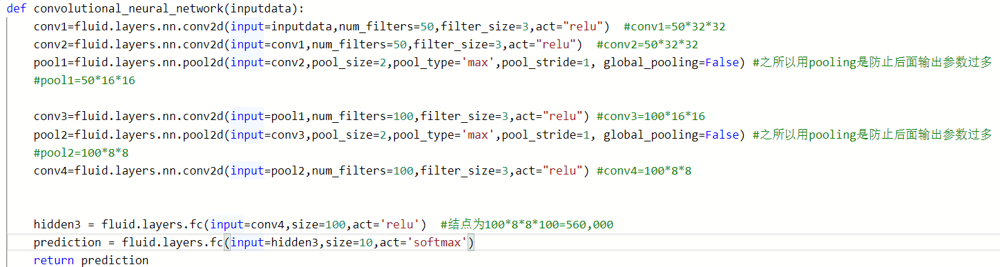 def convolutional_neural_network(inputdata):
    conv1=fluid.layers.nn.conv2d(input=inputdata,num_filters=50,filter_size=3,act="relu")  #conv1=50*32*32
    conv2=fluid.layers.nn.conv2d(input=conv1,num_filters=50,filter_size=3,act="relu")  #conv2=50*32*32
    pool1=fluid.layers.nn.pool2d(input=conv2,pool_size=2,pool_type='max',pool_stride=1, global_pooling=False) #之所以用pooling是防止后面输出参数过多
    #pool1=50*16*16
    conv3=fluid.layers.nn.conv2d(input=pool1,num_filters=100,filter_size=3,act="relu") #conv3=100*16*16
    pool2=fluid.layers.nn.pool2d(input=conv3,pool_size=2,pool_type='max',pool_stride=1, global_pooling=False) #之所以用pooling是防止后面输出参数过多
    #pool2=100*8*8
    conv4=fluid.layers.nn.conv2d(input=pool2,num_filters=100,filter_size=3,act="relu") #conv4=100*8*8
    hidden3 = fluid.layers.fc(input=conv4,size=100,act='relu')  #结点为100*8*8*100=560,000
    prediction = fluid.layers.fc(input=hidden3,size=10,act='softmax')
    return prediction